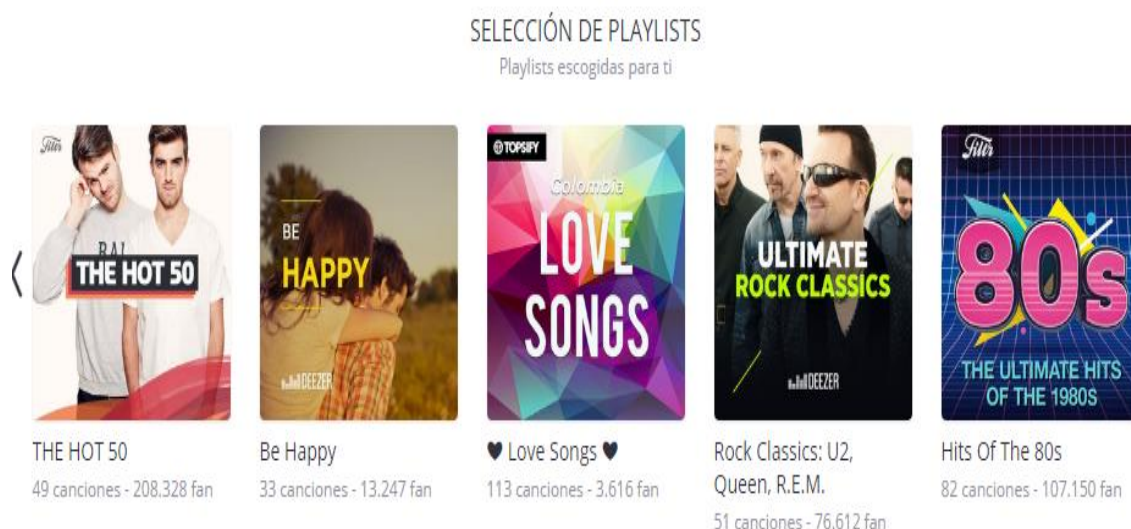 SELECCIÓN DE PLAYLISTS
Playlists escogidas para ti
Filtr
THE HOT 50
BE
HAPPY
DEEZER
TOPSIFY
Colombia
LOVE
SONGS
ULTIMATE
ROCK CLASSICS
DEEZER
Filtr
80s
THE ULTIMATE HITS
OF THE 1980s
THE HOT 50
49 canciones - 208.328 fan
Be Happy
33 canciones - 13.247 fan
♥ Love Songs ♥
113 canciones - 3.616 fan
Rock Classics: U2,
Queen, R.E.M.
51 canciones - 76.612 fan
Hits Of The 80s
82 canciones - 107.150 fan